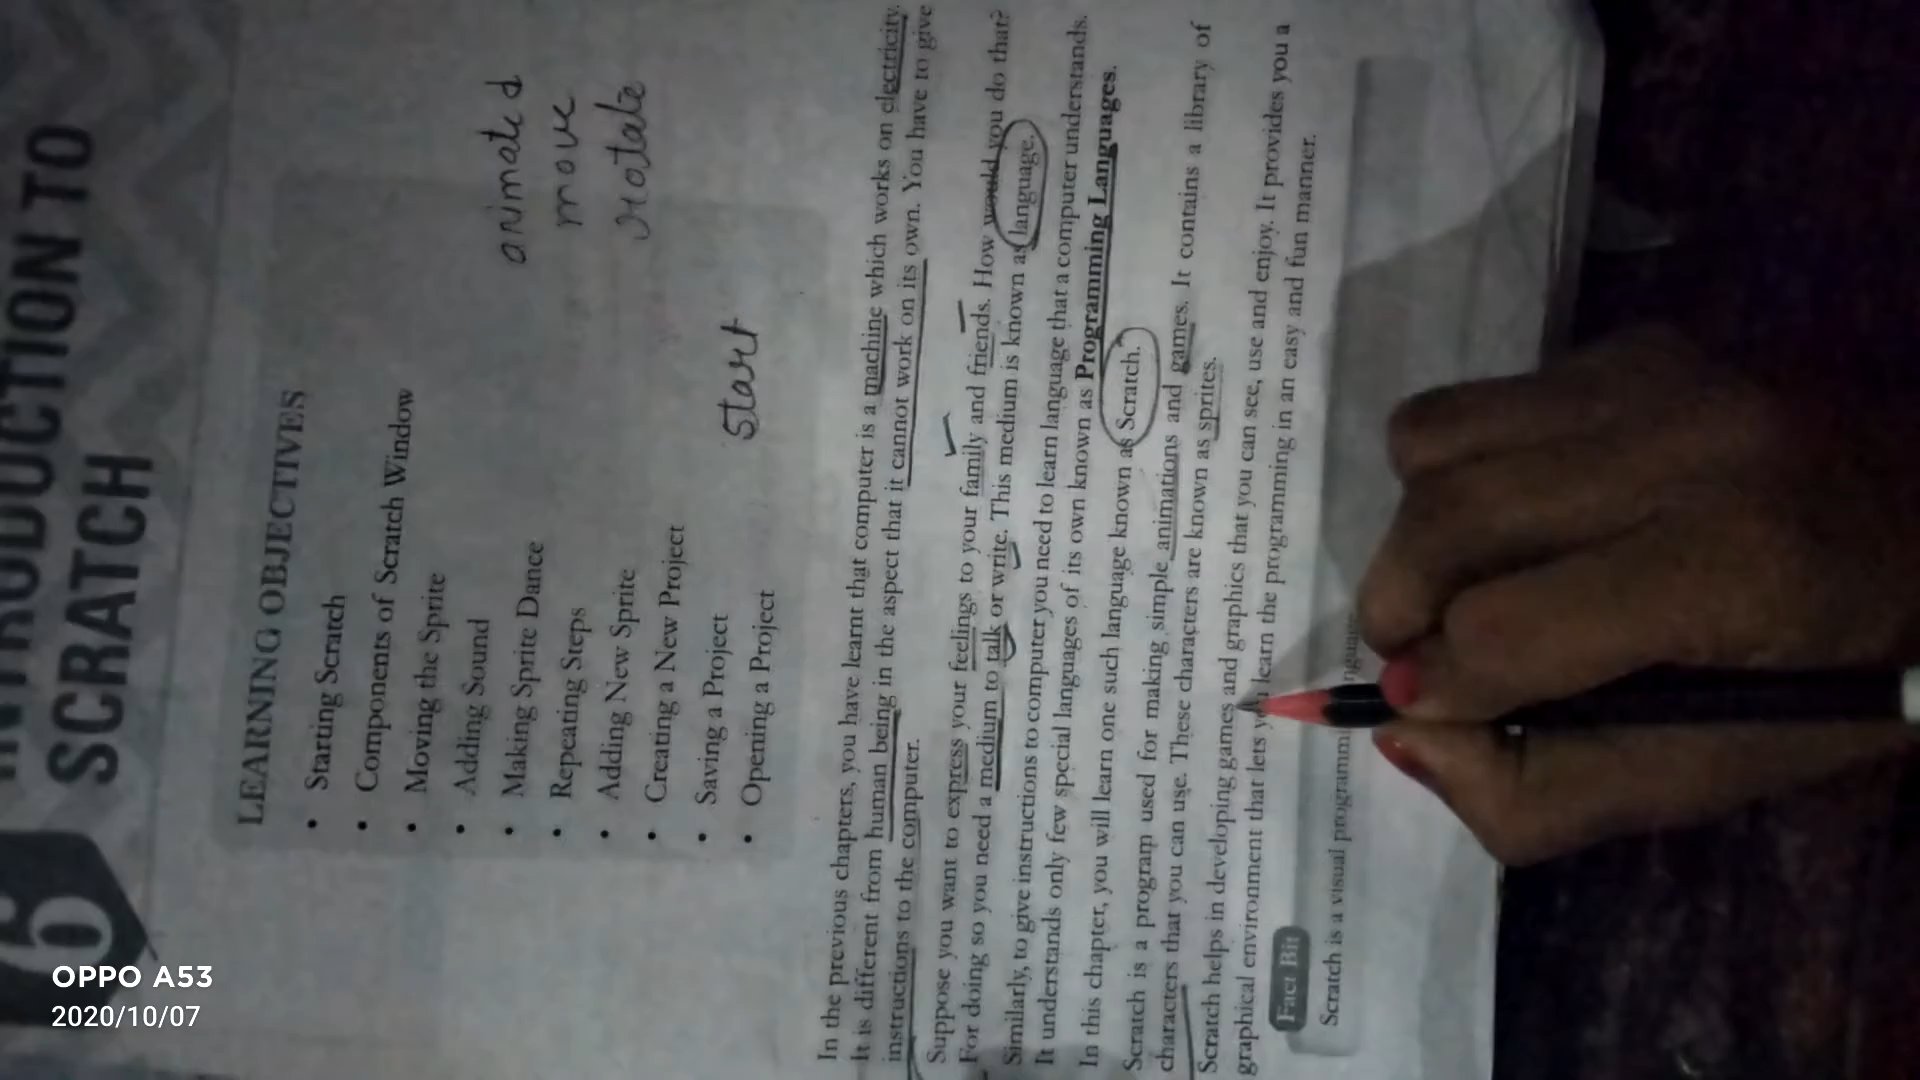 6 INTRODUCTION TO
SCRATCH
LEARNING OBJECTIVES
• Starting Scratch
• Components of Scratch Window
• Moving the Sprite
• Adding Sound
• Making Sprite Dance
• Repeating Steps
• Adding New Sprite
• Creating a New Project
• Saving a Project
• Opening a Project
animated
move
rotate
Start
In the previous chapters, you have learnt that computer is a machine which works on electricity.
It is different from human being in the aspect that it cannot work on its own. You have to give
instructions to the computer.
Suppose you want to express your feelings to your family and friends. How would you do that?
For doing so you need a medium to talk or write. This medium is known as language.
Similarly, to give instructions to computer you need to learn language that a computer understands.
It understands only few special languages of its own known as Programming Languages.
In this chapter, you will learn one such language known as Scratch.
Scratch is a program used for making simple animations and games. It contains a library of
characters that you can use. These characters are known as sprites.
Scratch helps in developing games and graphics that you can see, use and enjoy. It provides you a
graphical environment that lets you learn the programming in an easy and fun manner.
Fact Bit
Scratch is a visual programming
OPPO A53
2020/10/07